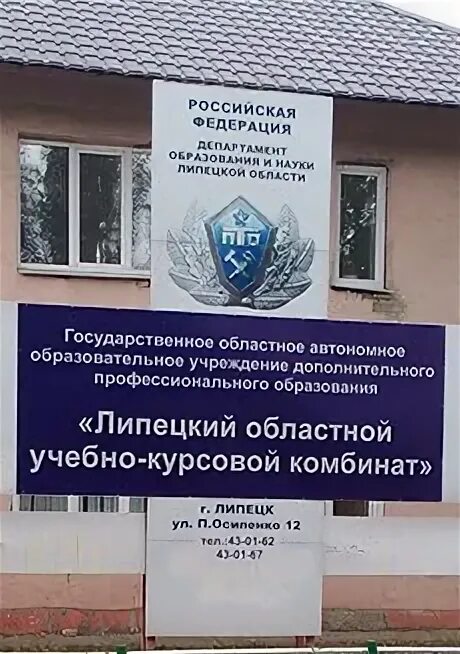 РОССИЙСКАЯ
ФЕДЕРАЦИЯ
ДЕПАРТАМЕНТ
ОБРАЗОВАНИЯ И НАУКИ
ЛИПЕЦКОЙ ОБЛАСТИ
ПТО
Государственное областное автономное
образовательное учреждение дополнительного
профессионального образования
«Липецкий областной
учебно-курсовой комбинат»
г. ЛИПЕЦК
ул. П.Осипенко 12
тел.:43-01-62
43-01-67